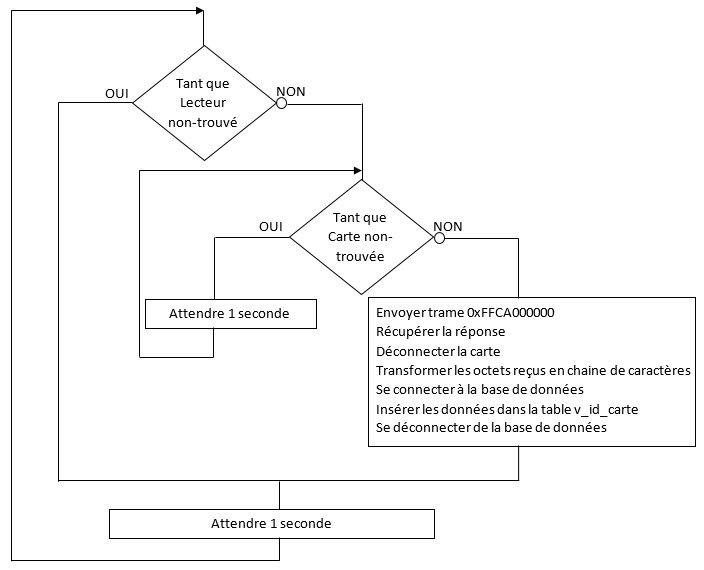 Tant que
Lecteur
non-trouvé
OUI
NON
Tant que
Carte non-
trouvée
OUI
NON
Attendre 1 seconde
Envoyer trame 0xFFCA000000
Récupérer la réponse
Déconnecter la carte
Transformer les octets reçus en chaine de caractères
Se connecter à la base de données
Insérer les données dans la table v_id_carte
Se déconnecter de la base de données
Attendre 1 seconde